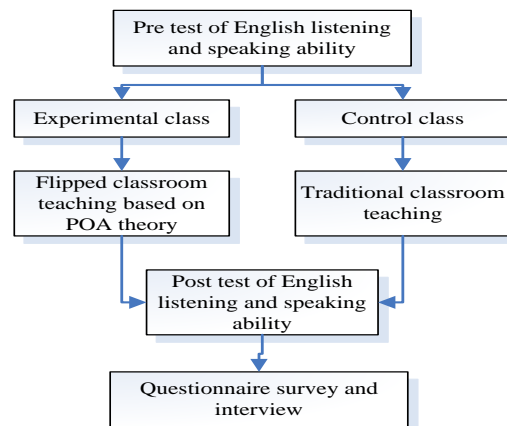 Pre test of English listening
and speaking ability
Experimental class
Control class
Flipped classroom
teaching based on
POA theory
Traditional classroom
teaching
Post test of English
listening and speaking
ability
Questionnaire survey and
interview